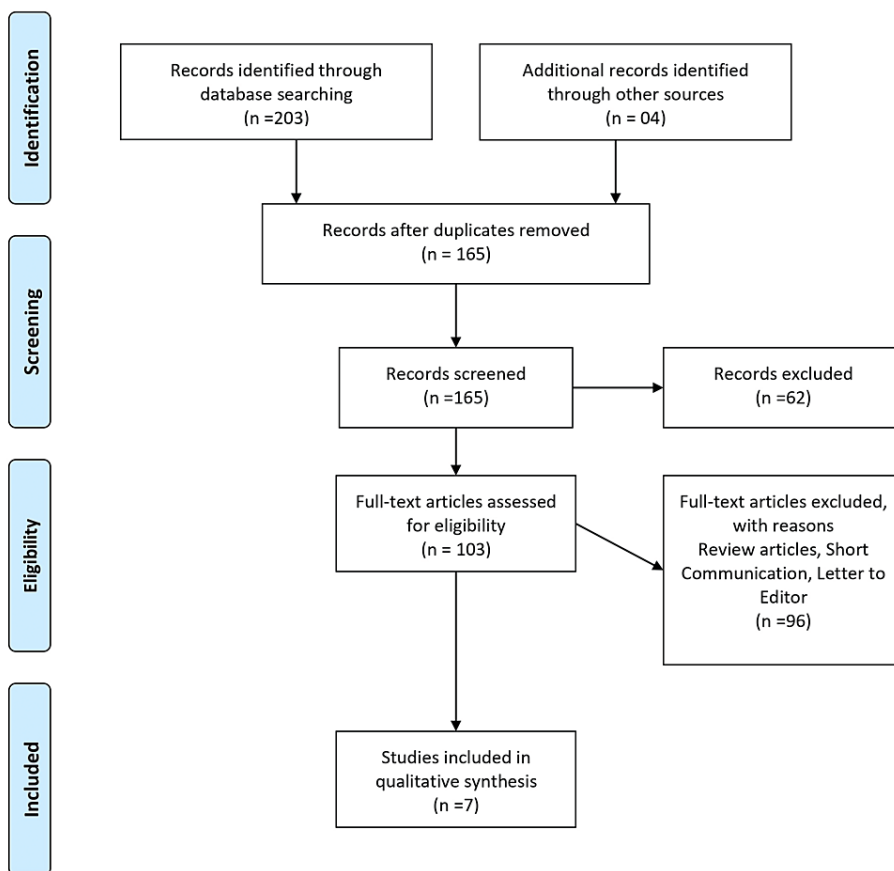 Identification
Records identified through
database searching
(n =203)
Additional records identified
through other sources
(n = 04)
Records after duplicates removed
(n = 165)
Screening
Records screened
(n =165)
Records excluded
(n =62)
Eligibility
Full-text articles assessed
for eligibility
(n = 103)
Full-text articles excluded,
with reasons
Review articles, Short
Communication, Letter to
Editor
(n =96)
Included
Studies included in
qualitative synthesis
(n =7)